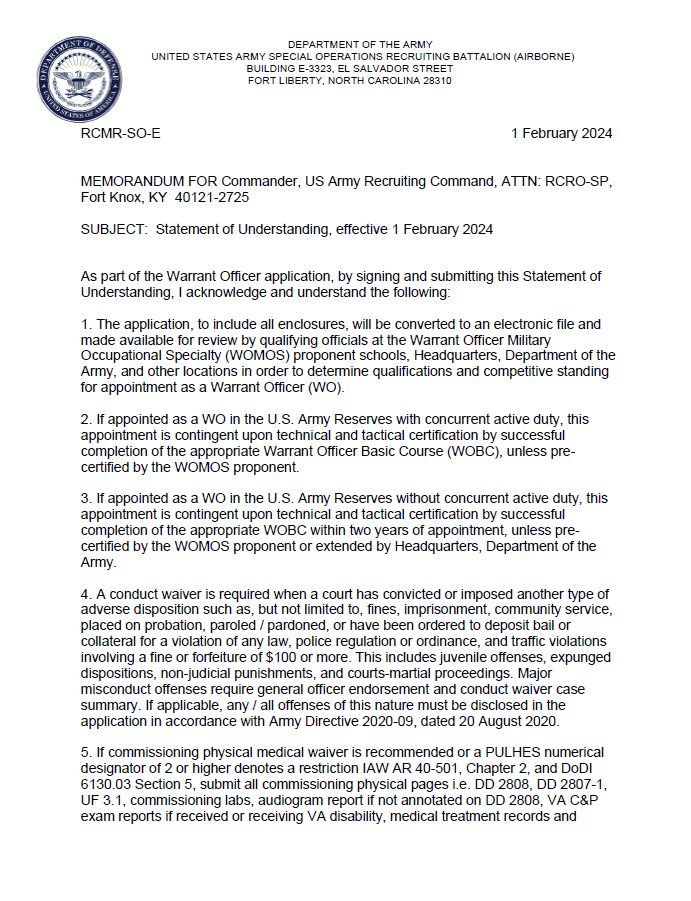 DEPARTMENT OF DEFENSE
UNITED STATES OF AMERICA
DEPARTMENT OF THE ARMY
UNITED STATES ARMY SPECIAL OPERATIONS RECRUITING BATTALION (AIRBORNE)
BUILDING E-3323, EL SALVADOR STREET
FORT LIBERTY, NORTH CAROLINA 28310
RCMR-SO-E 1 February 2024
MEMORANDUM FOR Commander, US Army Recruiting Command, ATTN: RCRO-SP,
Fort Knox, KY 40121-2725
SUBJECT: Statement of Understanding, effective 1 February 2024
As part of the Warrant Officer application, by signing and submitting this Statement of
Understanding, I acknowledge and understand the following:
1. The application, to include all enclosures, will be converted to an electronic file and
made available for review by qualifying officials at the Warrant Officer Military
Occupational Specialty (WOMOS) proponent schools, Headquarters, Department of the
Army, and other locations in order to determine qualifications and competitive standing
for appointment as a Warrant Officer (WO).
2. If appointed as a WO in the U.S. Army Reserves with concurrent active duty, this
appointment is contingent upon technical and tactical certification by successful
completion of the appropriate Warrant Officer Basic Course (WOBC), unless pre-
certified by the WOMOS proponent.
3. If appointed as a WO in the U.S. Army Reserves without concurrent active duty, this
appointment is contingent upon technical and tactical certification by successful
completion of the appropriate WOBC within two years of appointment, unless pre-
certified by the WOMOS proponent or extended by Headquarters, Department of the
Army.
4. A conduct waiver is required when a court has convicted or imposed another type of
adverse disposition such as, but not limited to, fines, imprisonment, community service,
placed on probation, paroled / pardoned, or have been ordered to deposit bail or
collateral for a violation of any law, police regulation or ordinance, and traffic violations
involving a fine or forfeiture of $100 or more. This includes juvenile offenses, expunged
dispositions, non-judicial punishments, and courts-martial proceedings. Major
misconduct offenses require general officer endorsement and conduct waiver case
summary. If applicable, any / all offenses of this nature must be disclosed in the
application in accordance with Army Directive 2020-09, dated 20 August 2020.
5. If commissioning physical medical waiver is recommended or a PULHES numerical
designator of 2 or higher denotes a restriction IAW AR 40-501, Chapter 2, and DoDI
6130.03 Section 5, submit all commissioning physical pages i.e. DD 2808, DD 2807-1,
UF 3.1, commissioning labs, audiogram report if not annotated on DD 2808, VA C&P
exam reports if received or receiving VA disability, medical treatment records and